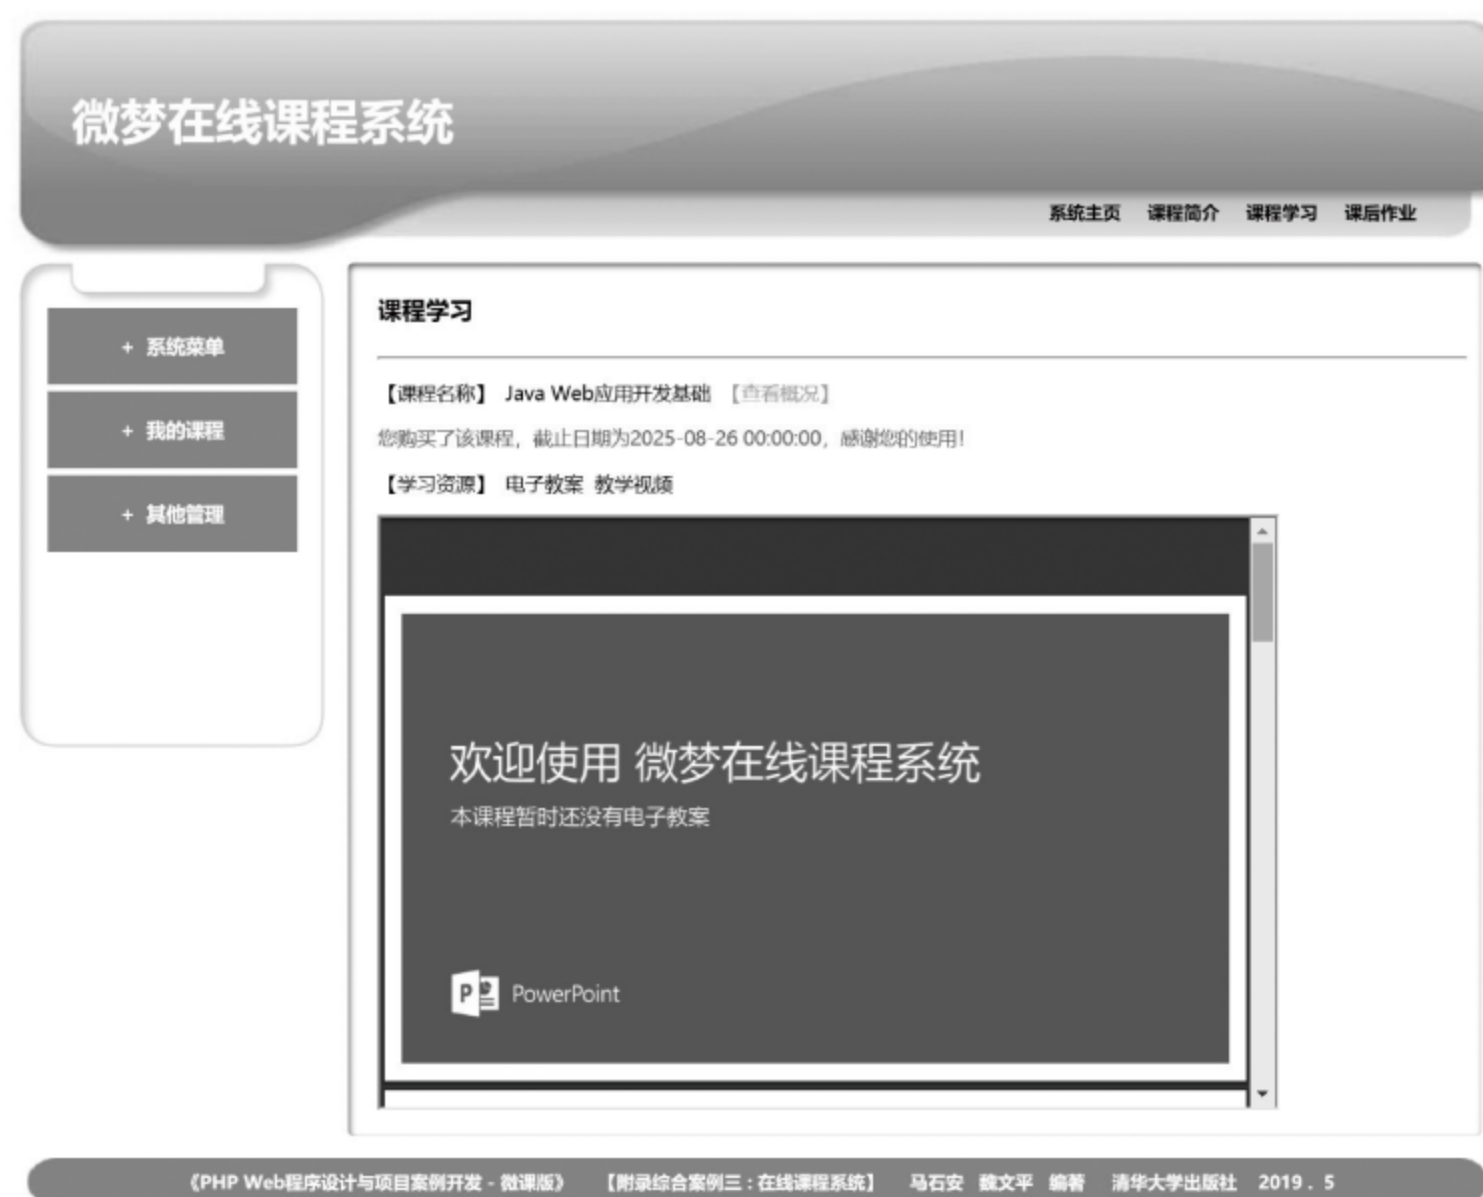 微梦在线课程系统
系统主页 课程简介 课程学习 课后作业
+ 系统菜单
+ 我的课程
+ 其他管理
课程学习
【课程名称】 Java Web应用开发基础 【查看概况】
您购买了该课程，截止日期为2025-08-26 00:00:00，感谢您的使用！
【学习资源】 电子教案 教学视频
欢迎使用 微梦在线课程系统
本课程暂时还没有电子教案
P PowerPoint
《PHP Web程序设计与项目案例开发 - 微课版》 【附录综合案例三：在线课程系统】 马石安 魏文平 编著 清华大学出版社 2019 . 5